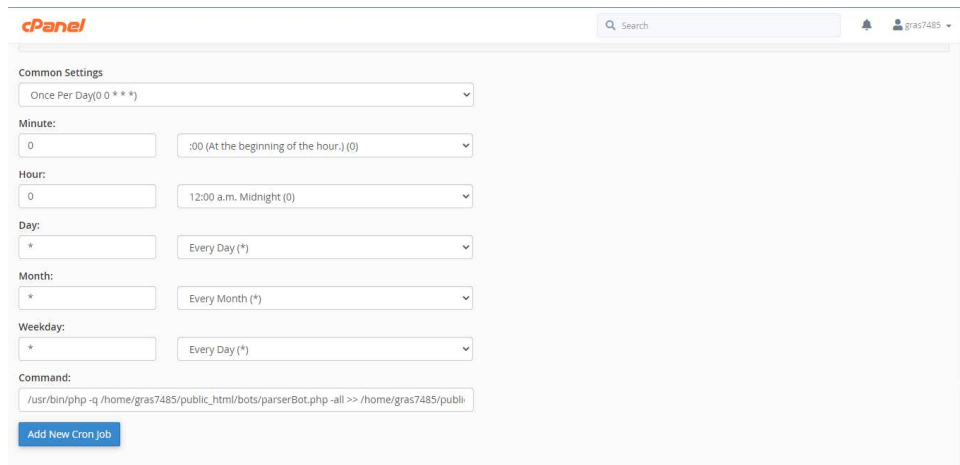 cPanel
Search
gras7485
Common Settings
Once Per Day(0 0 * * *)
Minute:
0 :00 (At the beginning of the hour.) (0)
Hour:
0 12:00 a.m. Midnight (0)
Day:
* Every Day (*)
Month:
* Every Month (*)
Weekday:
* Every Day (*)
Command:
/usr/bin/php -q /home/gras7485/public_html/bots/parserBot.php -all >> /home/gras7485/publi
Add New Cron Job